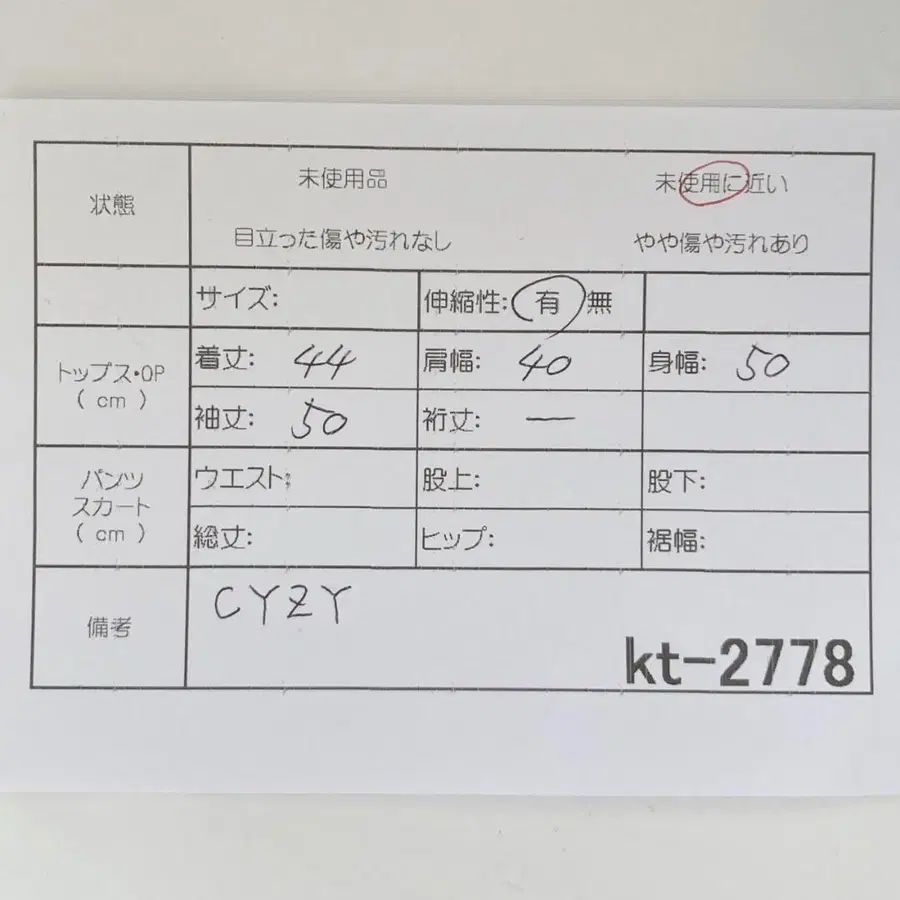 状態
未使用品 未使用に近い
目立った傷や汚れなし やや傷や汚れあり
サイズ: 伸縮性: 有 無
トップス・OP
( cm )
着丈: 44 肩幅: 40 身幅: 50
袖丈: 50 裄丈: ー
パンツ
スカート
( cm )
ウエスト: 股上: 股下:
総丈: ヒップ: 裾幅:
備考
CYZY
kt-2778